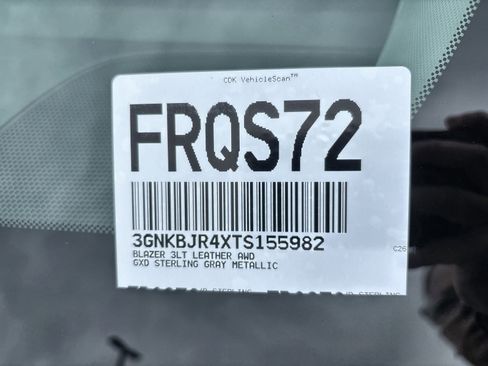 CDK VehicleScan™
FRQS72
3GNKBJR4XTS155982
BLAZER 3LT LEATHER AWD
GXD STERLING GRAY METALLIC